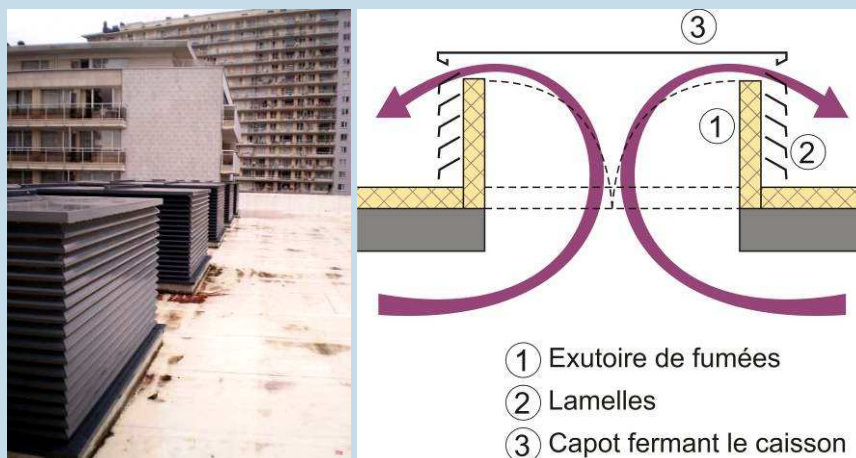 3
1
2
1 Exutoire de fumées
2 Lamelles
3 Capot fermant le caisson